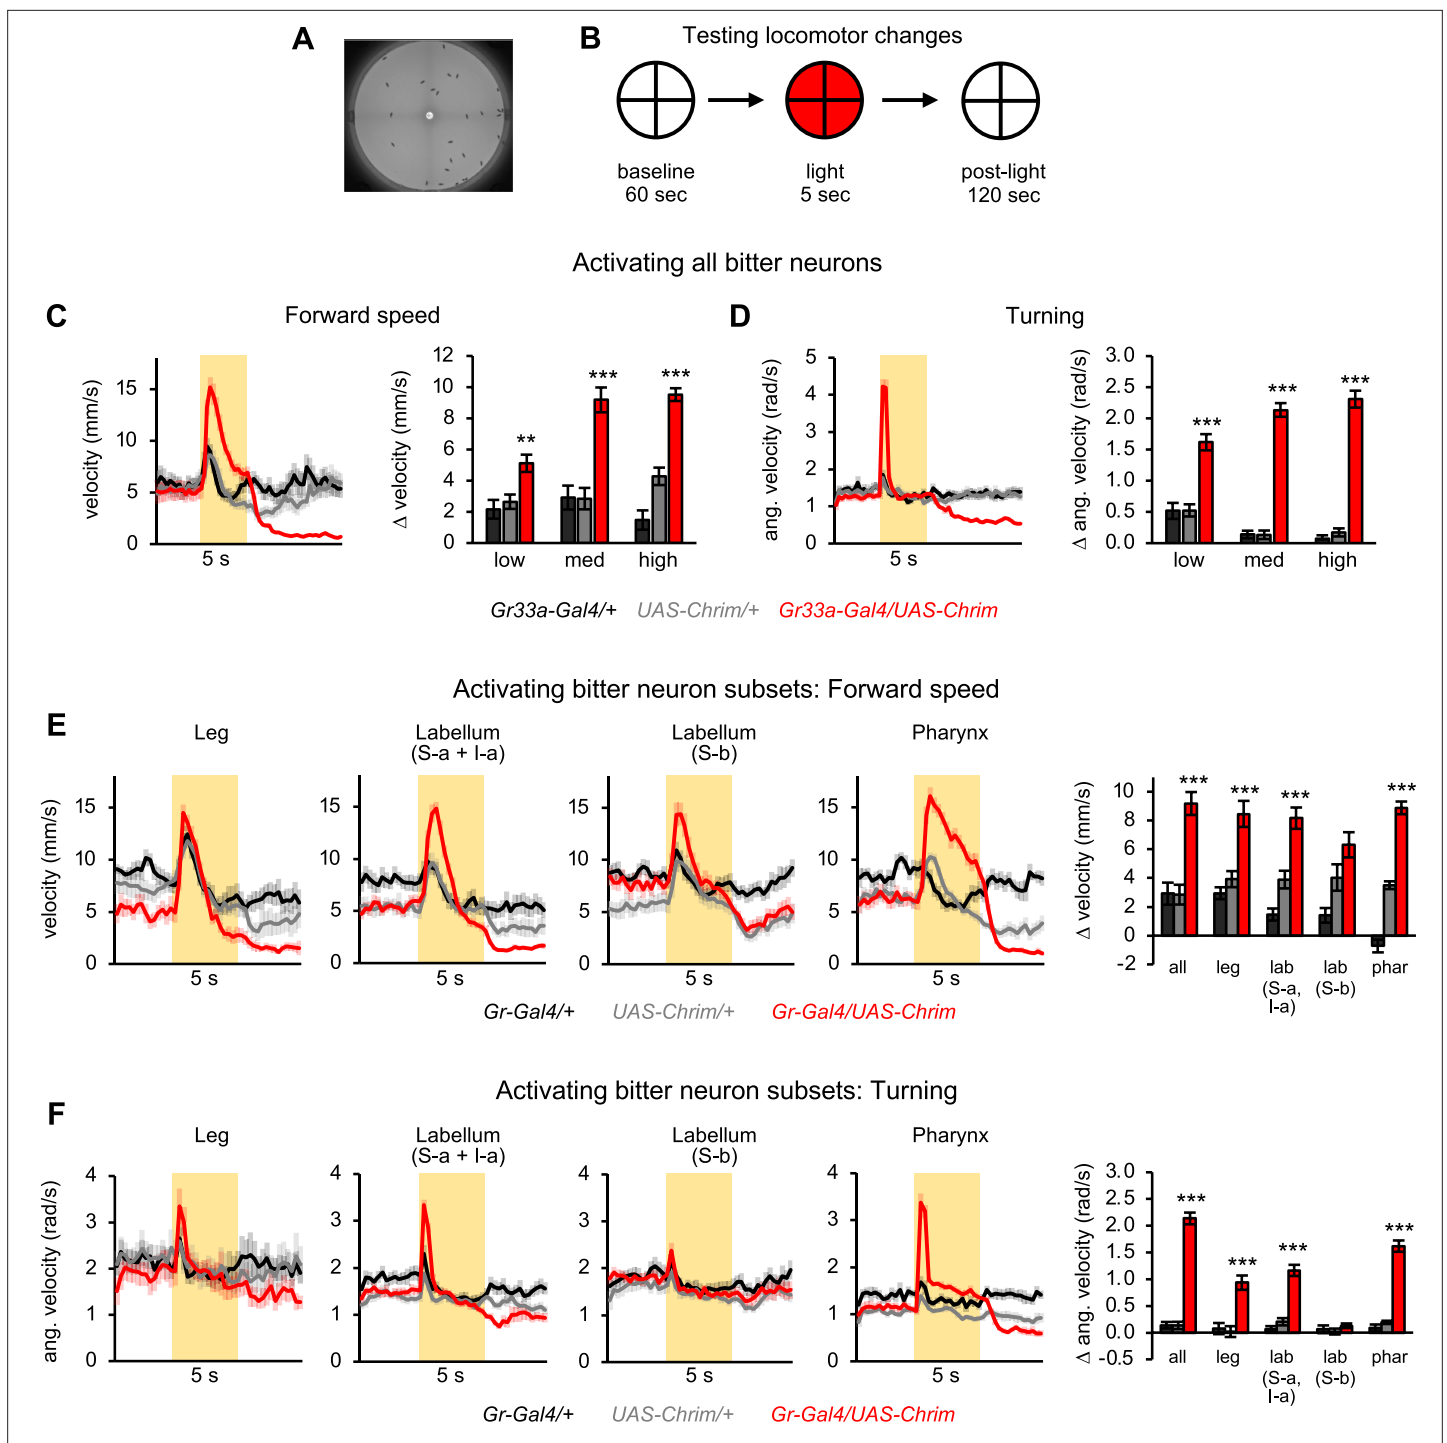 A
B
Testing locomotor changes
baseline
60 sec
light
5 sec
post-light
120 sec
Activating all bitter neurons
C
Forward speed
velocity (mm/s)
15
10
5
0
5 s
Δ velocity (mm/s)
12
10
8
6
4
2
0
**
***
***
low
med
high
D
Turning
ang. velocity (rad/s)
5
4
3
2
1
0
5 s
Δ ang. velocity (rad/s)
3.0
2.5
2.0
1.5
1.0
0.5
0.0
***
***
***
low
med
high
Gr33a-Gal4/+ UAS-Chrim/+ Gr33a-Gal4/UAS-Chrim
Activating bitter neuron subsets: Forward speed
E
Leg
velocity (mm/s)
15
10
5
0
5 s
Labellum
(S-a + I-a)
15
10
5
0
5 s
Labellum
(S-b)
15
10
5
0
5 s
Pharynx
15
10
5
0
5 s
Δ velocity (mm/s)
10
8
6
4
2
0
-2
***
***
***
***
all
leg
lab
(S-a,
I-a)
lab
(S-b)
phar
Gr-Gal4/+ UAS-Chrim/+ Gr-Gal4/UAS-Chrim
Activating bitter neuron subsets: Turning
F
Leg
ang. velocity (rad/s)
4
3
2
1
0
5 s
Labellum
(S-a + I-a)
4
3
2
1
0
5 s
Labellum
(S-b)
4
3
2
1
0
5 s
Pharynx
4
3
2
1
0
5 s
Δ ang. velocity (rad/s)
3.0
2.5
2.0
1.5
1.0
0.5
0.0
-0.5
***
***
***
***
all
leg
lab
(S-a,
I-a)
lab
(S-b)
phar
Gr-Gal4/+ UAS-Chrim/+ Gr-Gal4/UAS-Chrim